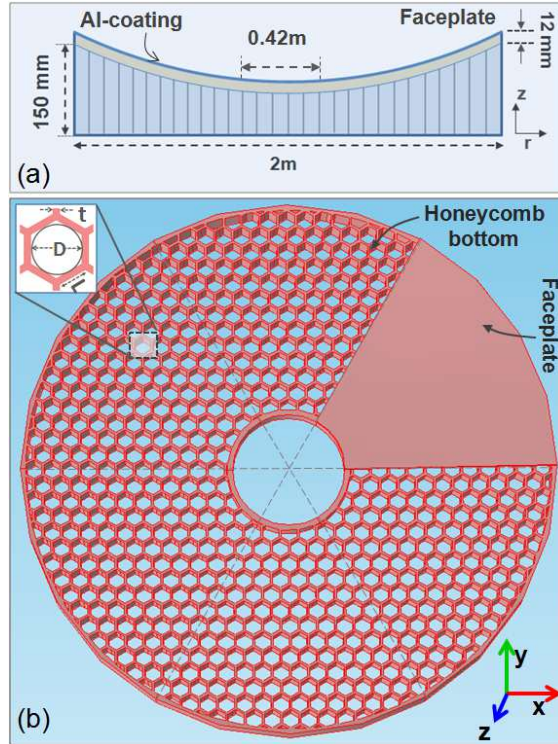 Al-coating
Faceplate
0.42m
12 mm
150 mm
z
r
2m
(a)
t
D
L
Honeycomb
bottom
Faceplate
y
x
z
(b)